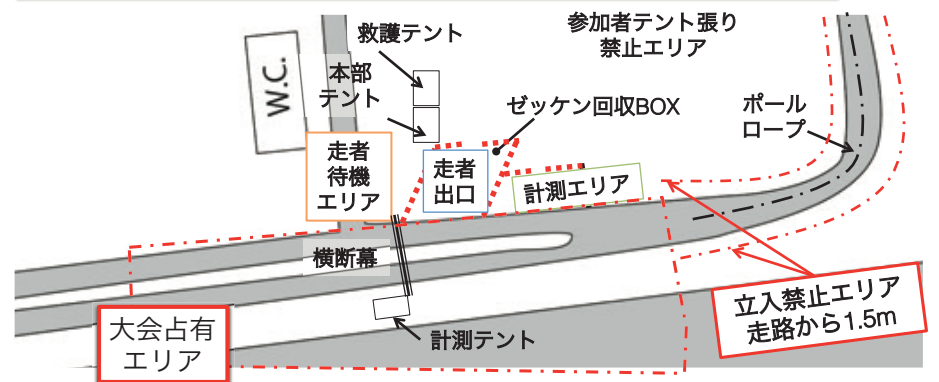 救護テント
参加者テント張り
禁止エリア
W.C.
本部
テント
ゼッケン回収BOX
ポール
ロープ
走者
待機
エリア
走者
出口
計測エリア
横断幕
立入禁止エリア
走路から1.5m
大会占有
エリア
計測テント